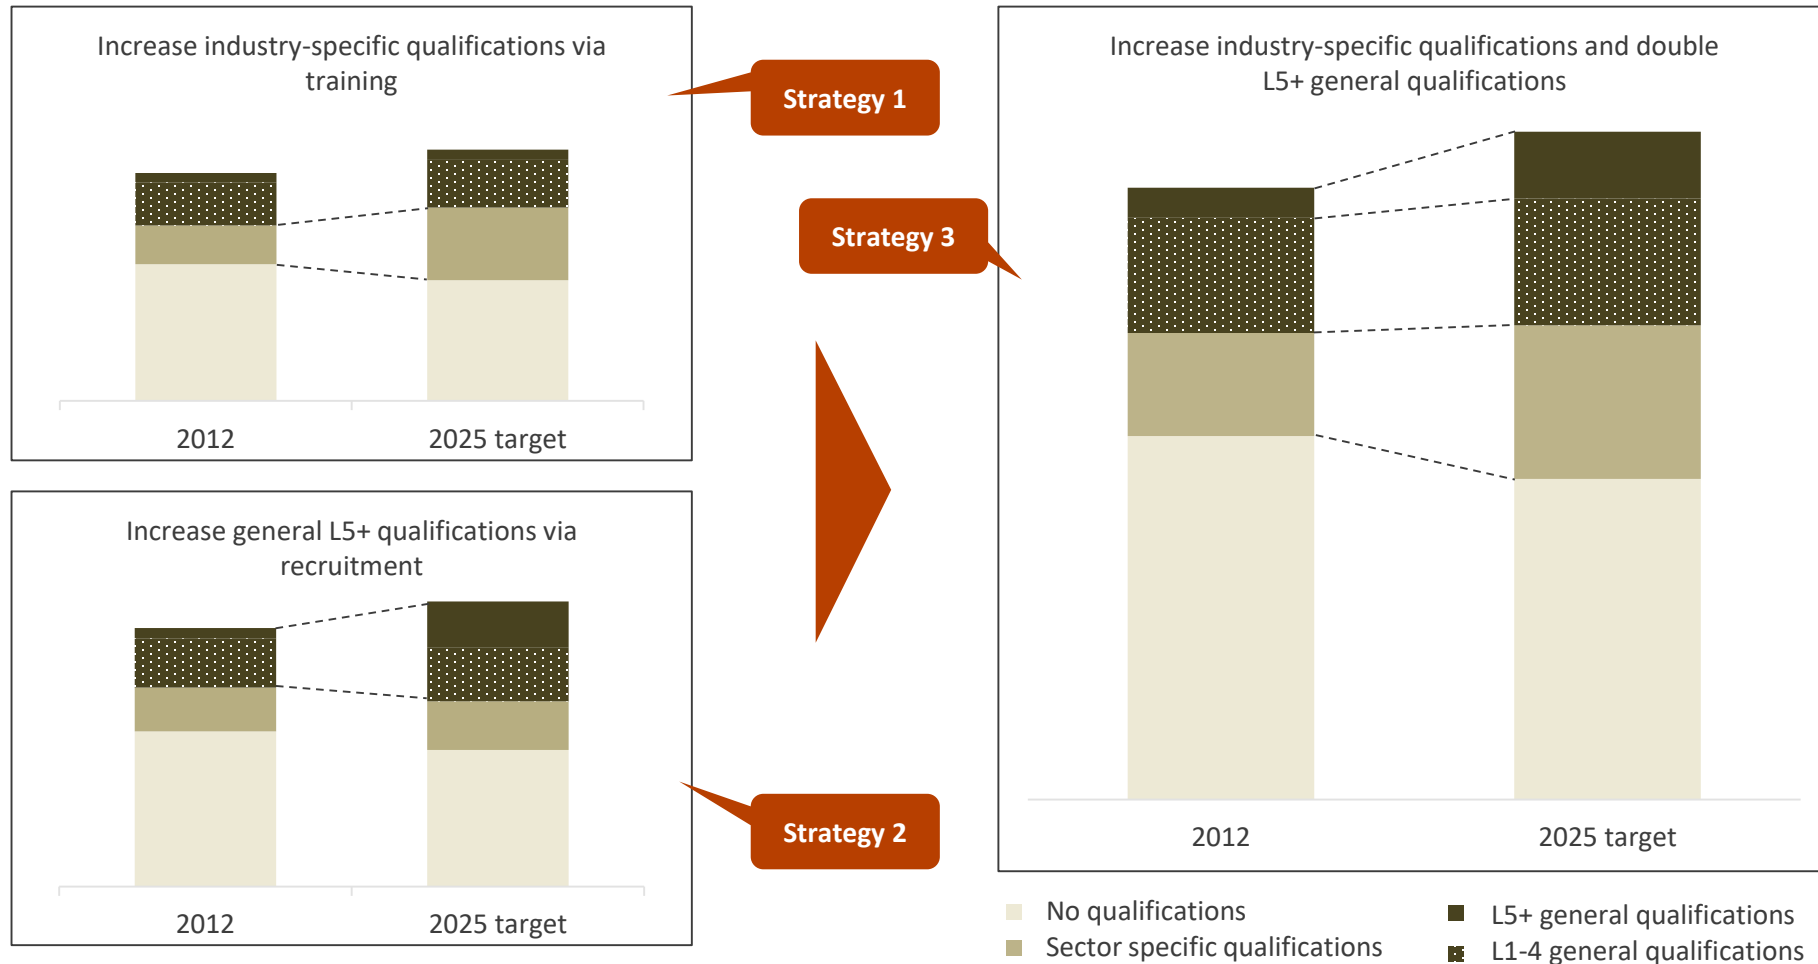 Increase industry-specific qualifications via
training
2012
2025 target
Strategy 1
Increase general L5+ qualifications via
recruitment
2012
2025 target
Strategy 2
Strategy 3
Increase industry-specific qualifications and double
L5+ general qualifications
2012
2025 target
No qualifications
Sector specific qualifications
L5+ general qualifications
L1-4 general qualifications